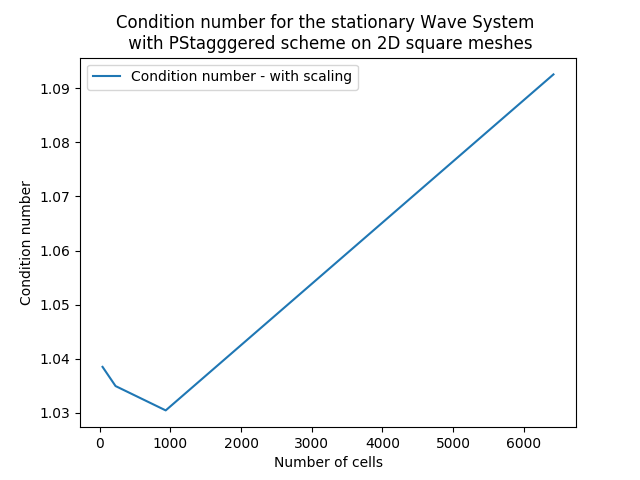 Condition number for the stationary Wave System
with PStagggered scheme on 2D square meshes
Condition number - with scaling
1.09
1.08
1.07
1.06
1.05
1.04
1.03
Condition number
0 1000 2000 3000 4000 5000 6000
Number of cells